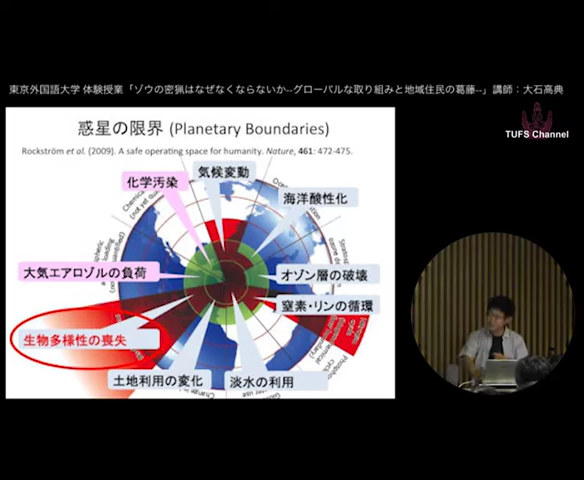 東京外国語大学 体験授業「ゾウの密猟はなぜなくならないか--グローバルな取り組みと地域住民の葛藤--」講師：大石高典
TUFS Channel
惑星の限界 (Planetary Boundaries)
Rockström et al. (2009). A safe operating space for humanity. Nature, 461: 472-475.
気候変動
化学汚染
海洋酸性化
大気エアロゾルの負荷
オゾン層の破壊
窒素・リンの循環
生物多様性の喪失
土地利用の変化
淡水の利用